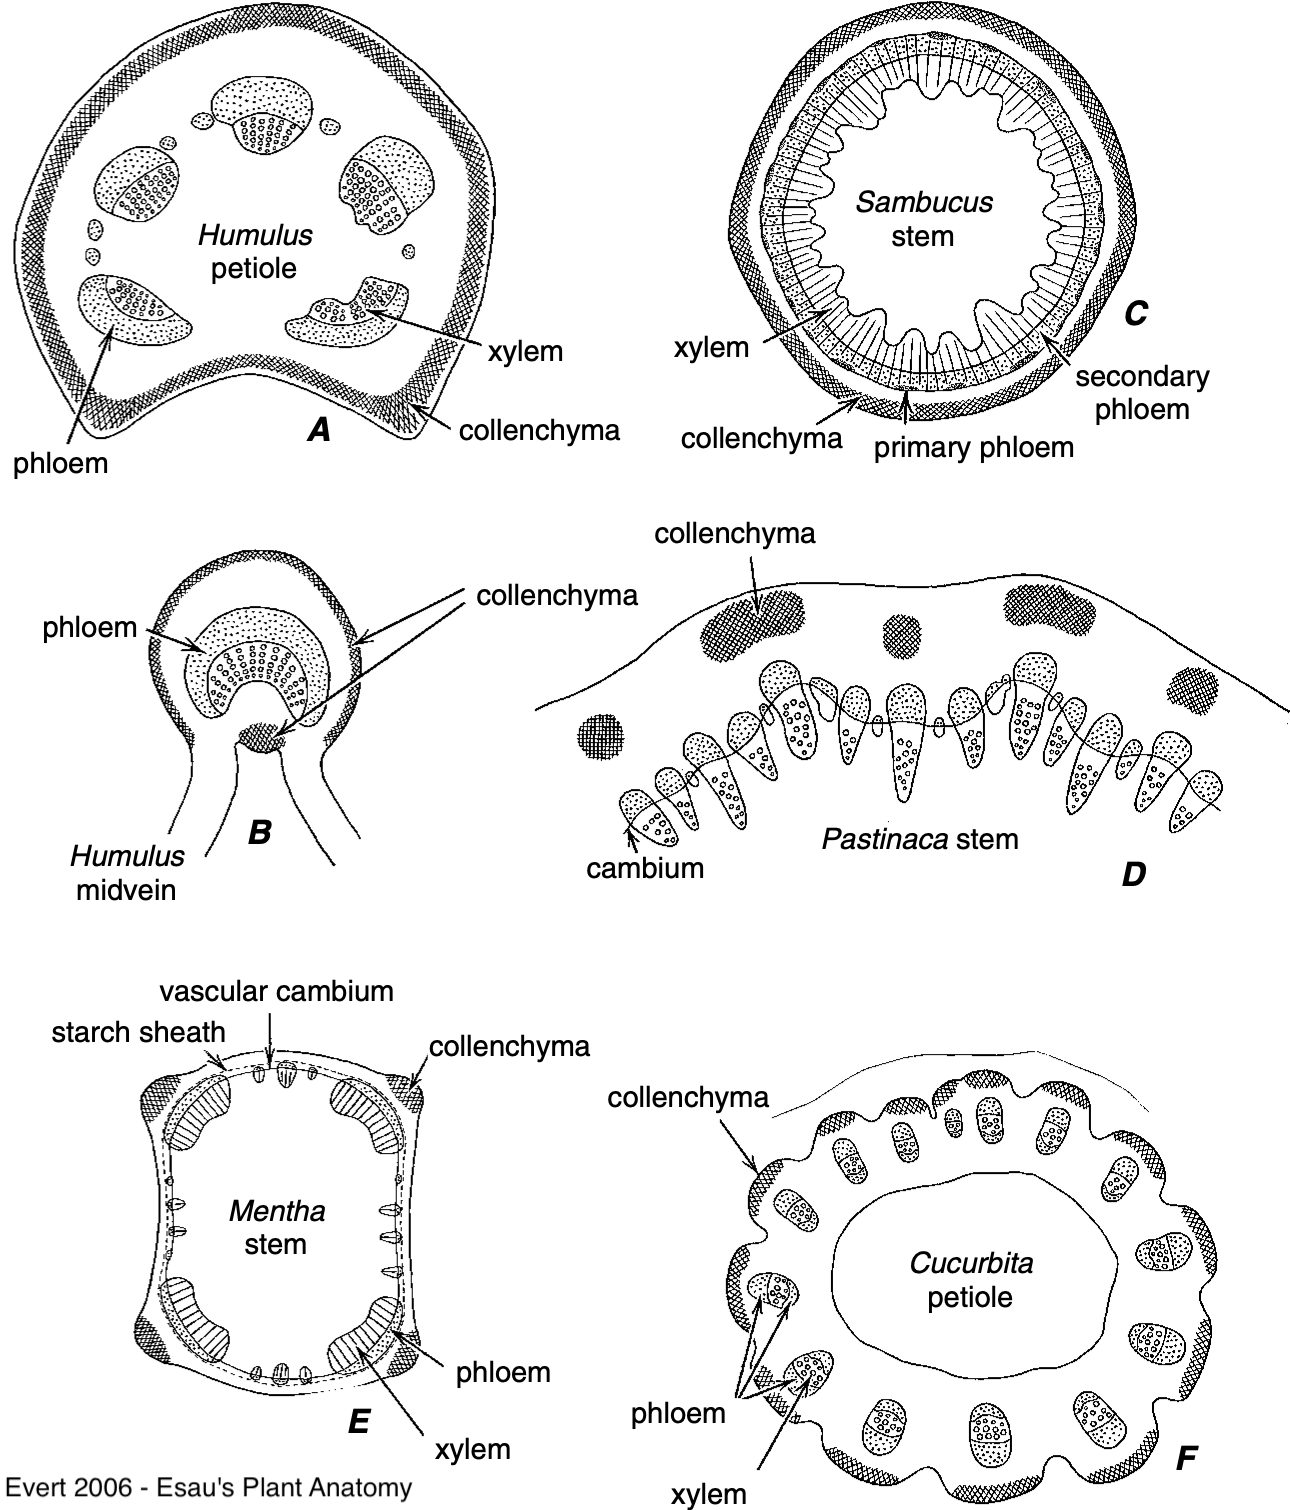 Humulus
petiole
xylem
collenchyma
phloem
A
Sambucus
stem
C
xylem
secondary
phloem
collenchyma
primary phloem
phloem
collenchyma
B
Humulus
midvein
collenchyma
Pastinaca stem
cambium
D
vascular cambium
starch sheath
collenchyma
Mentha
stem
phloem
E
xylem
collenchyma
Cucurbita
petiole
phloem
xylem
F
Evert 2006 - Esau's Plant Anatomy